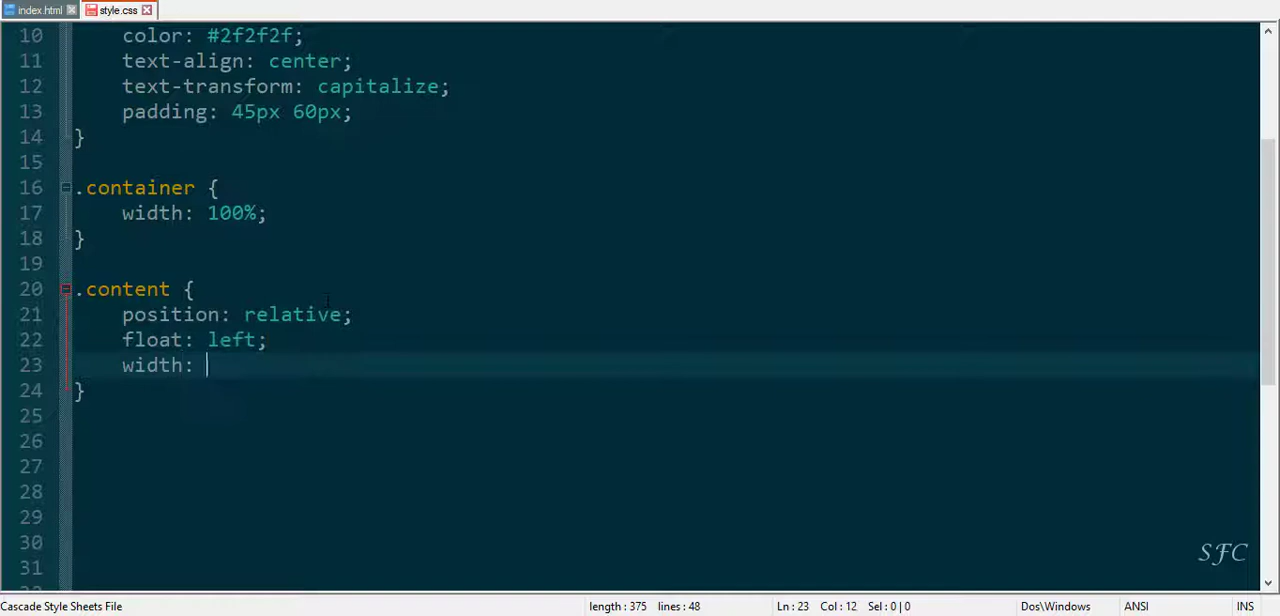 index.html style.css
10 color: #2f2f2f;
11 text-align: center;
12 text-transform: capitalize;
13 padding: 45px 60px;
14 }
15
16 .container {
17 width: 100%;
18 }
19
20 .content {
21 position: relative;
22 float: left;
23 width:
24 }
25
26
27
28
29
30
31
SFC
Cascade Style Sheets File length : 375 lines : 48 Ln : 23 Col : 12 Sel : 0 | 0 Dos\Windows ANSI INS